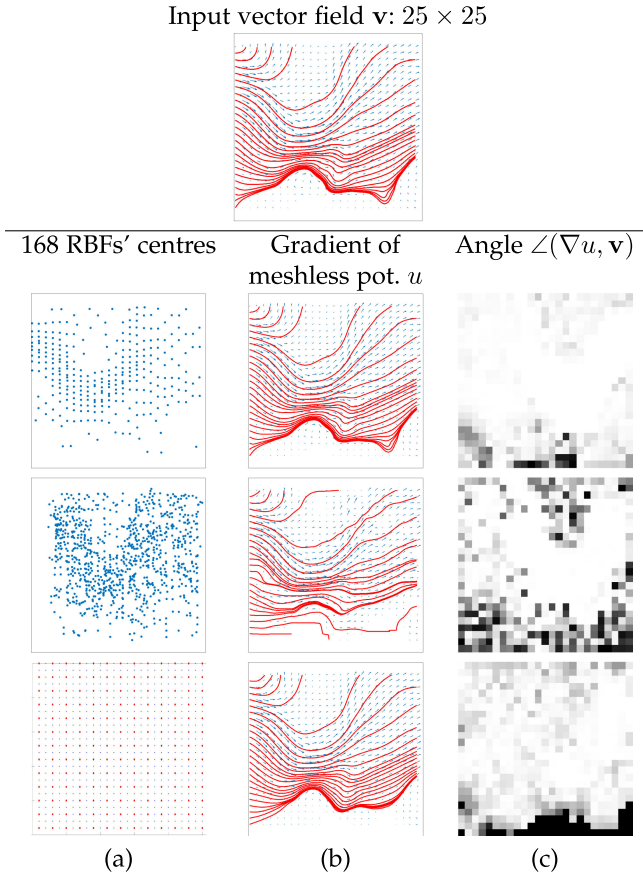 Input vector field v: 25 × 25
168 RBFs' centres
Gradient of
meshless pot. u
Angle ∠(∇u, v)
(a)
(b)
(c)